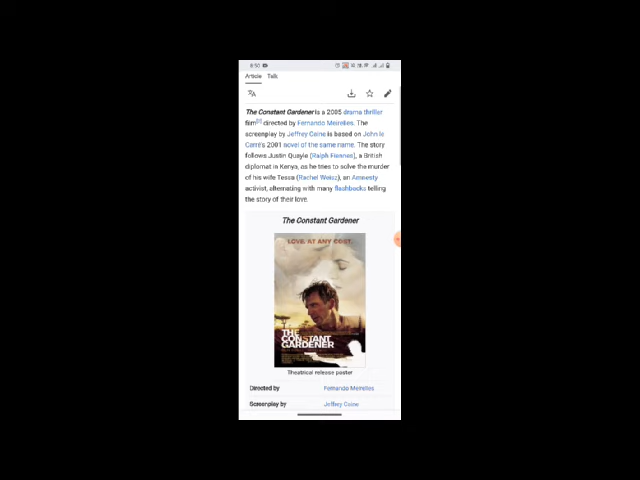 8:50
Article Talk
The Constant Gardener is a 2005 drama thriller
film directed by Fernando Meirelles. The
screenplay by Jeffrey Caine is based on John le
Carré's 2001 novel of the same name. The story
follows Justin Quayle (Ralph Fiennes), a British
diplomat in Kenya, as he tries to solve the murder
of his wife Tessa (Rachel Weisz), an Amnesty
activist, alternating with many flashbacks telling
the story of their love.
The Constant Gardener
LOVE. AT ANY COST.
THE
CONSTANT
GARDENER
Theatrical release poster
Directed by Fernando Meirelles
Screenplay by Jeffrey Caine